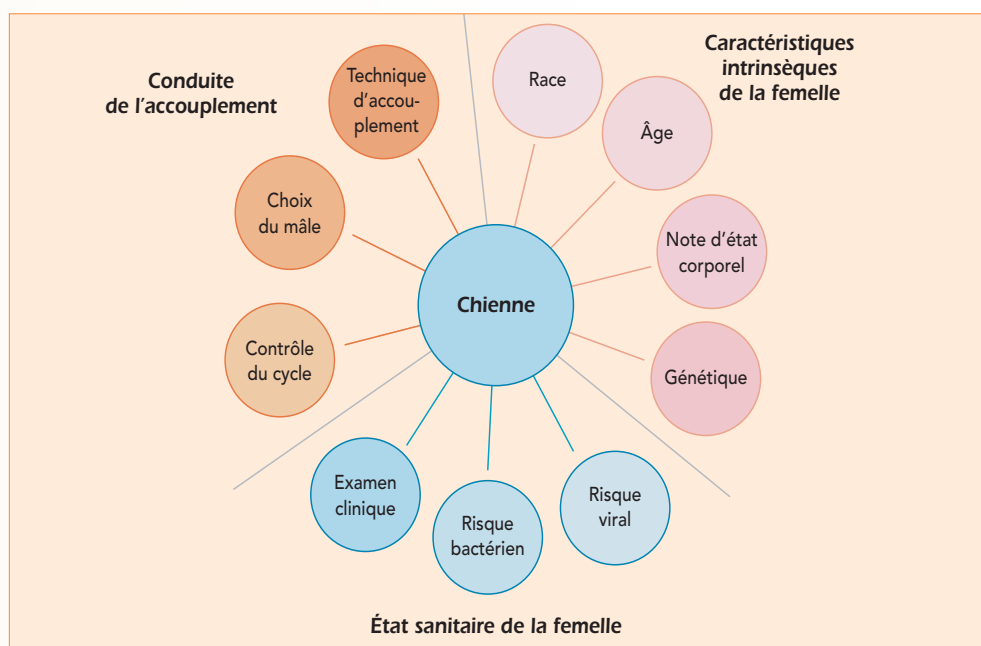 Conduite
de l'accouplement
Technique
d'accou-
plement
Choix
du mâle
Contrôle
du cycle
Caractéristiques
intrinsèques
de la femelle
Race
Âge
Note d'état
corporel
Génétique
Chienne
Examen
clinique
Risque
bactérien
Risque
viral
État sanitaire de la femelle